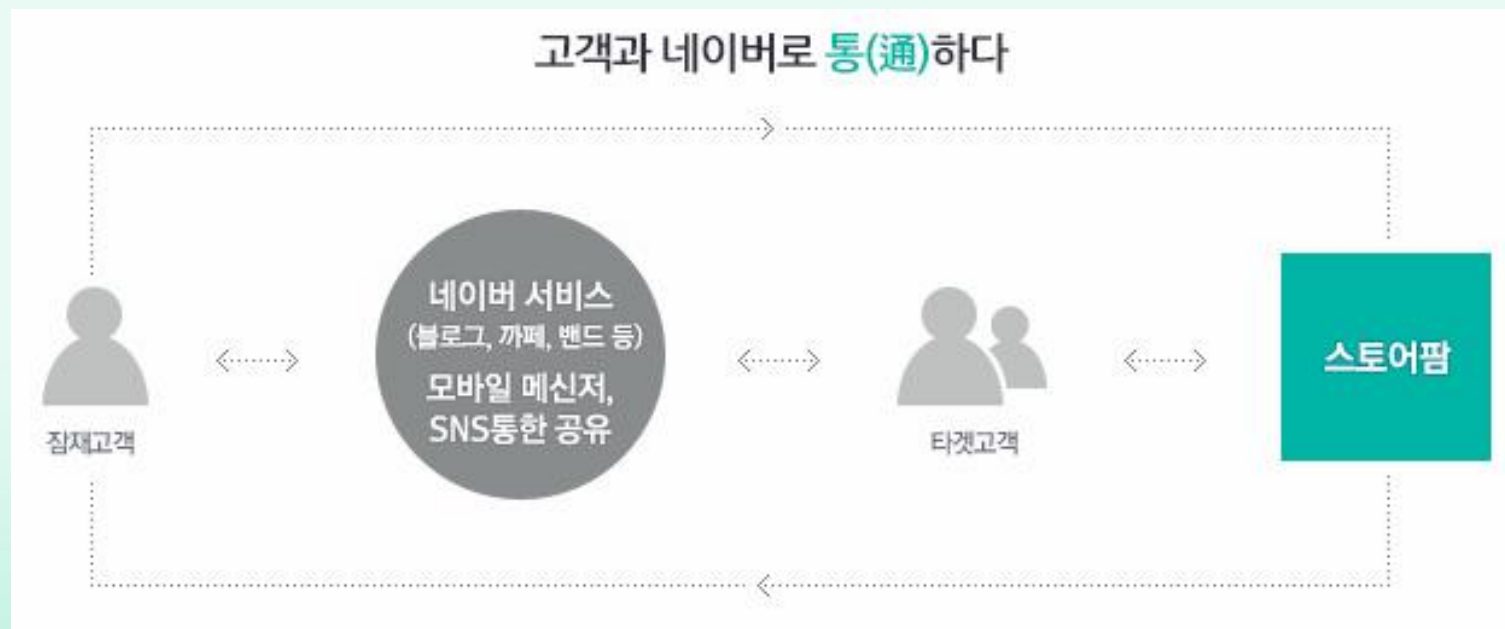 고객과 네이버로 통(通)하다
네이버 서비스
(블로그, 까페, 밴드 등)
모바일 메신저,
SNS통한 공유
잠재고객
타겟고객
스토어팜